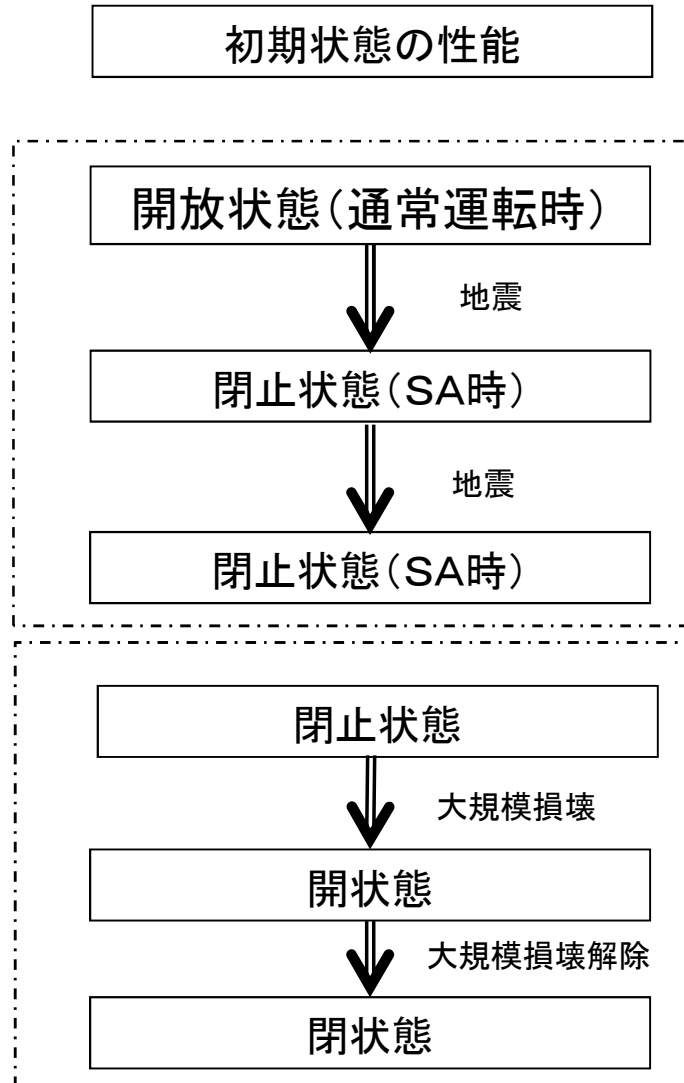 初期状態の性能
開放状態（通常運転時）
地震
閉止状態（SA時）
地震
閉止状態（SA時）
閉止状態
大規模損壊
開状態
大規模損壊解除
閉状態